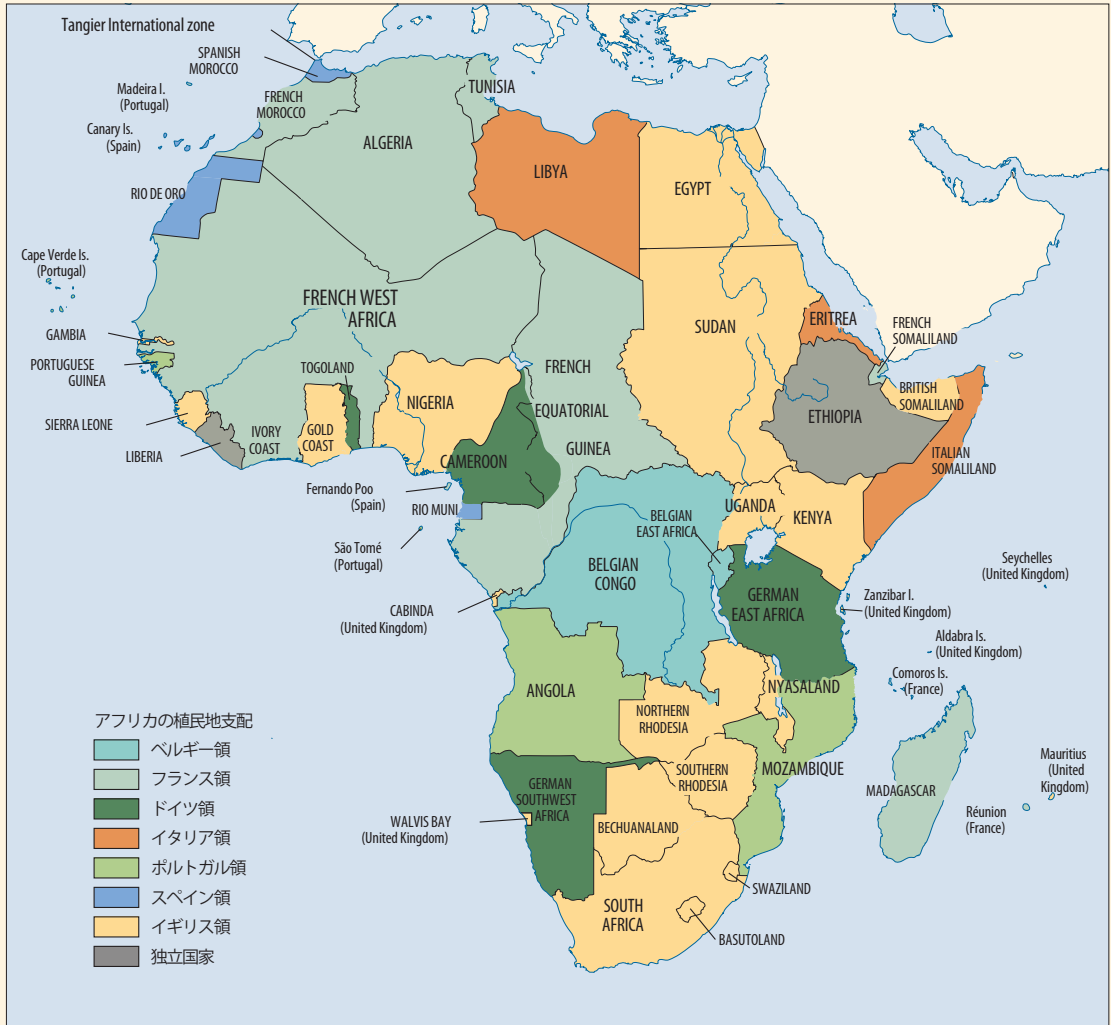 Tangier International zone
SPANISH
MOROCCO
Madeira I.
(Portugal)
FRENCH
MOROCCO
TUNISIA
Canary Is.
(Spain)
ALGERIA
LIBYA
EGYPT
RIO DE ORO
Cape Verde Is.
(Portugal)
FRENCH WEST
AFRICA
SUDAN
ERITREA
FRENCH
SOMALILAND
GAMBIA
PORTUGUESE
GUINEA
TOGOLAND
FRENCH
EQUATORIAL
GUINEA
NIGERIA
BRITISH
SOMALILAND
ETHIOPIA
SIERRA LEONE
IVORY
COAST
GOLD
COAST
LIBERIA
CAMEROON
ITALIAN
SOMALILAND
Fernando Poo
(Spain)
RIO MUNI
UGANDA
KENYA
BELGIAN
EAST AFRICA
São Tomé
(Portugal)
BELGIAN
CONGO
Seychelles
(United Kingdom)
GERMAN
EAST AFRICA
Zanzibar I.
(United Kingdom)
CABINDA
(United Kingdom)
Aldabra Is.
(United Kingdom)
Comoros Is.
(France)
ANGOLA
NYASALAND
NORTHERN
RHODESIA
MOZAMBIQUE
SOUTHERN
RHODESIA
Mauritius
(United
Kingdom)
MADAGASCAR
Réunion
(France)
GERMAN
SOUTHWEST
AFRICA
WALVIS BAY
(United Kingdom)
BECHUANALAND
SWAZILAND
SOUTH
AFRICA
BASUTOLAND
アフリカの植民地支配
ベルギー領
フランス領
ドイツ領
イタリア領
ポルトガル領
スペイン領
イギリス領
独立国家